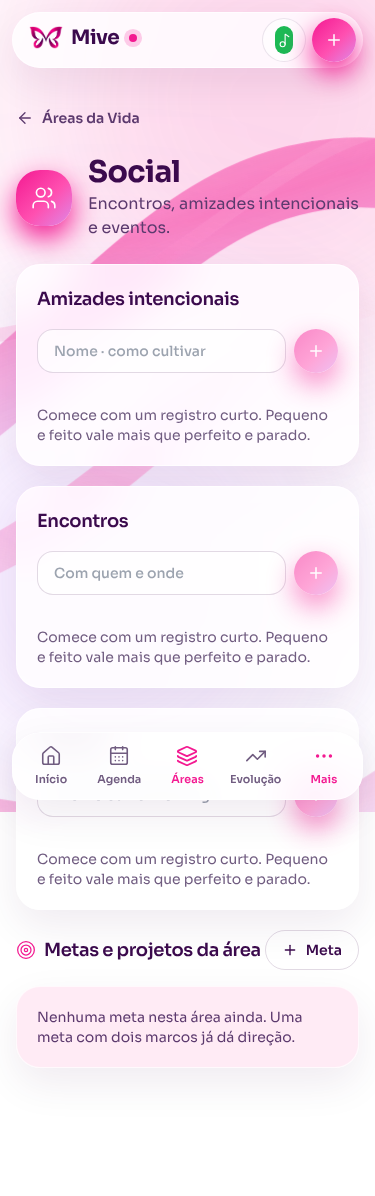 Mive
Áreas da Vida
Social
Encontros, amizades intencionais
e eventos.
Amizades intencionais
Nome · como cultivar
Comece com um registro curto. Pequeno
e feito vale mais que perfeito e parado.
Encontros
Com quem e onde
Comece com um registro curto. Pequeno
e feito vale mais que perfeito e parado.
Início
Agenda
Áreas
Evolução
Mais
Comece com um registro curto. Pequeno
e feito vale mais que perfeito e parado.
Metas e projetos da área
Meta
Nenhuma meta nesta área ainda. Uma
meta com dois marcos já dá direção.